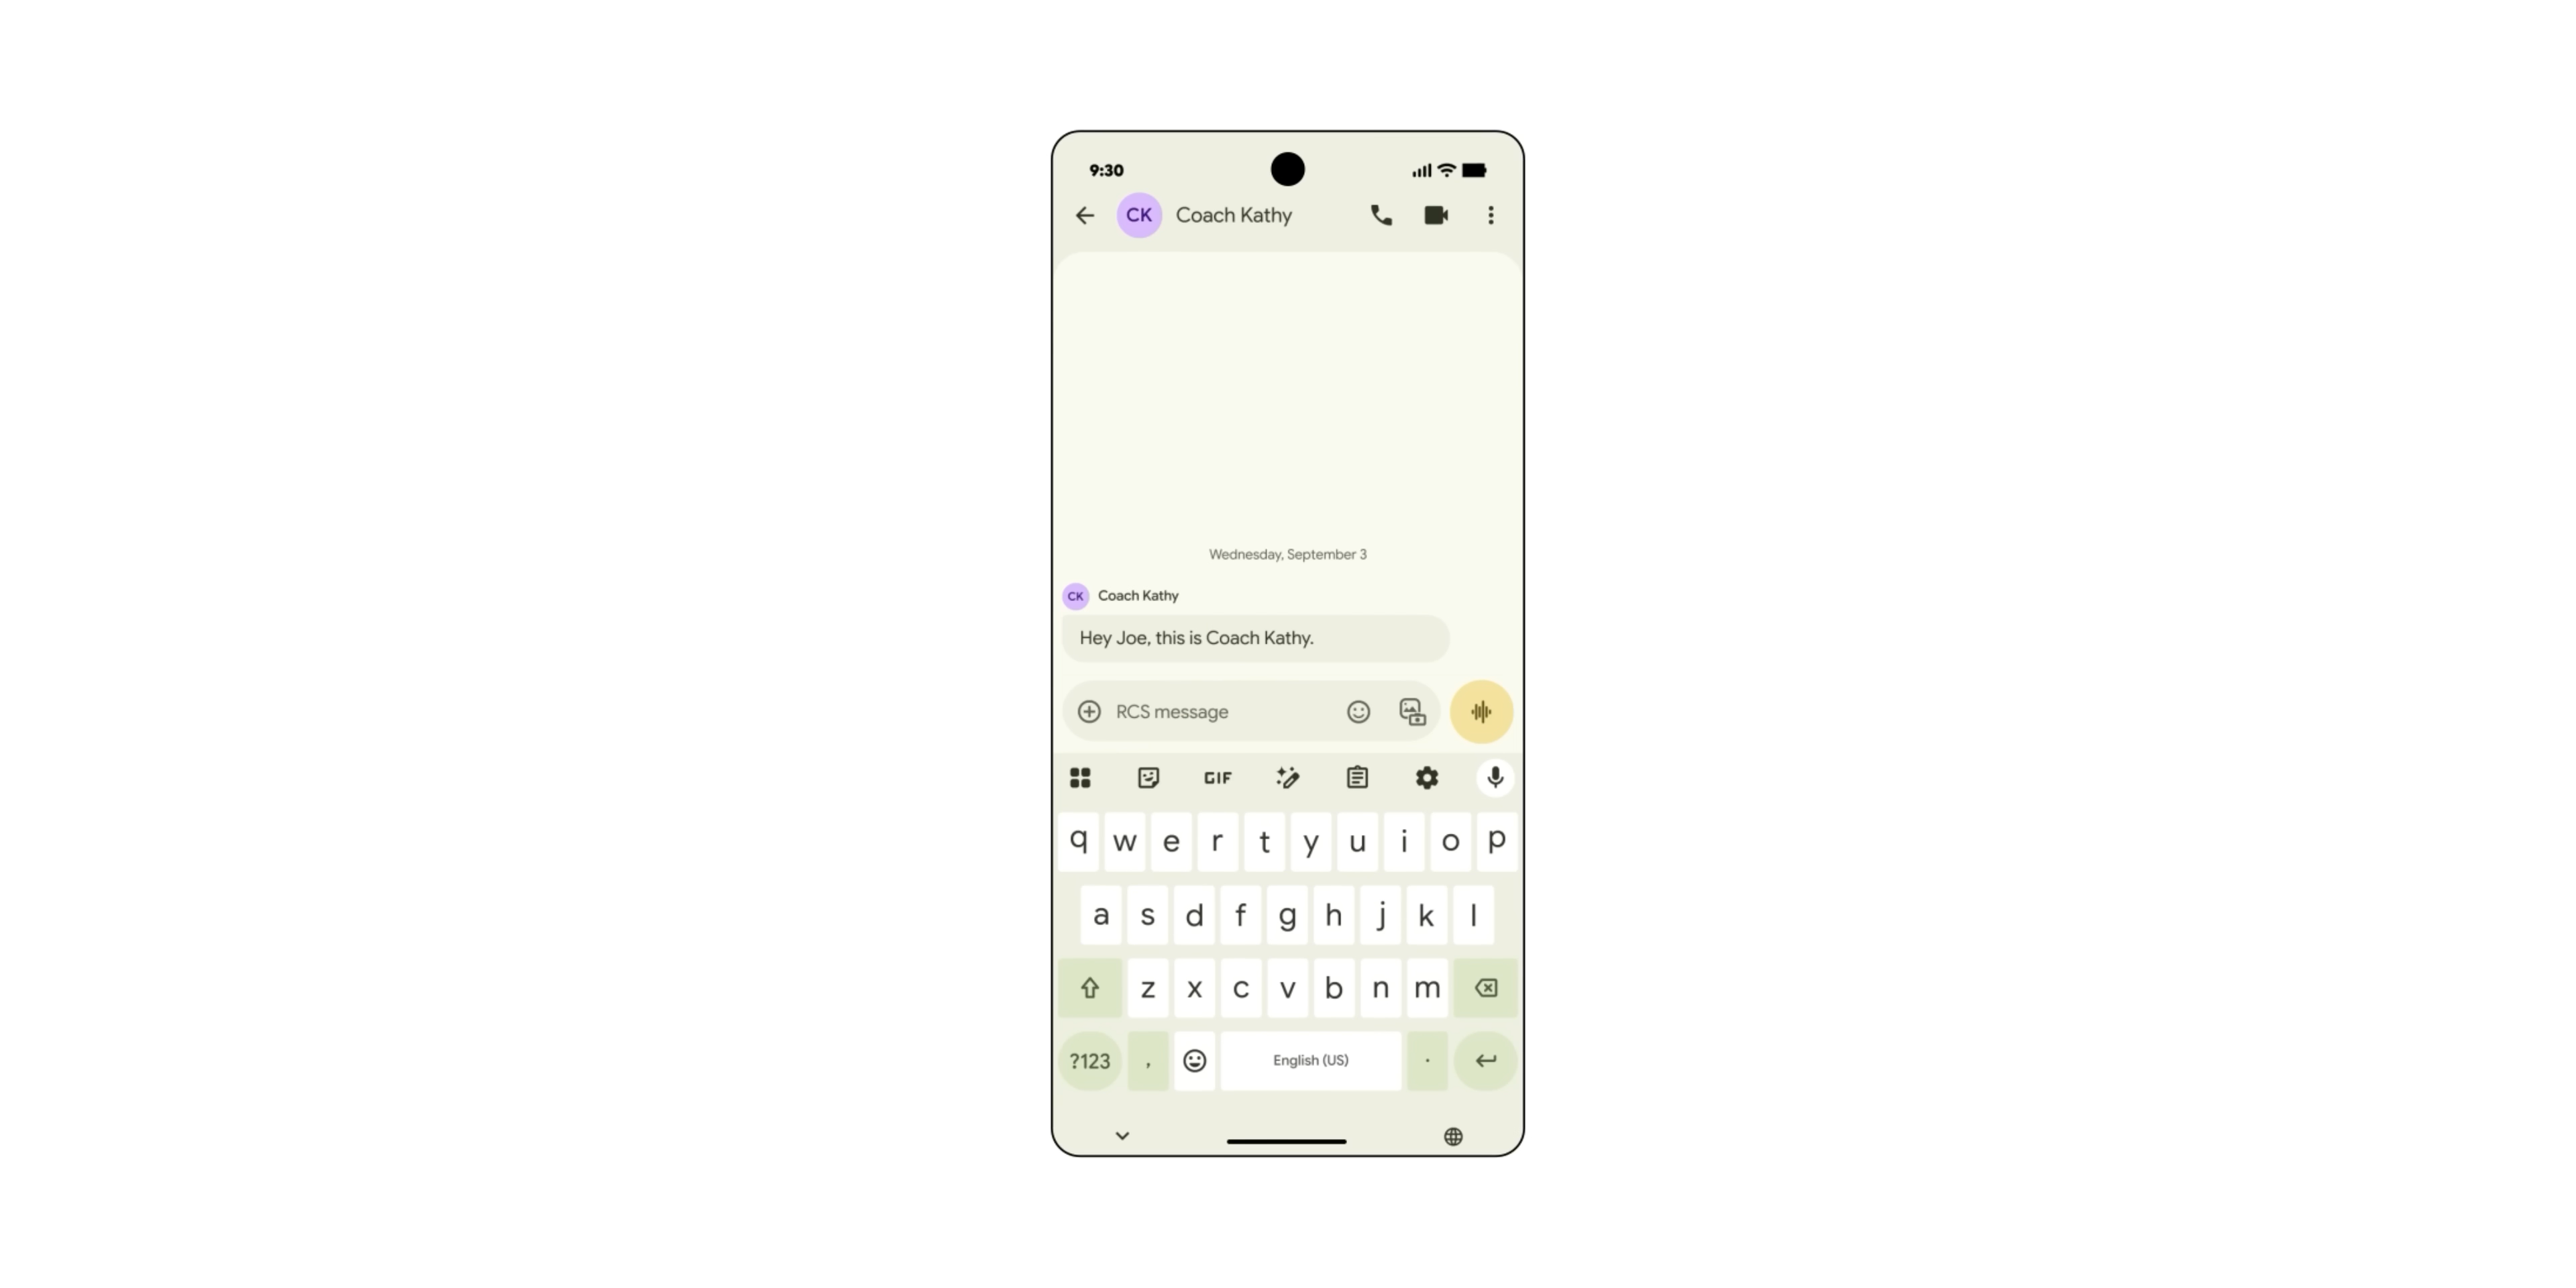 9:30
CK Coach Kathy
Wednesday, September 3
CK Coach Kathy
Hey Joe, this is Coach Kathy.
RCS message
GIF
q w e r t y u i o p
a s d f g h j k l
z x c v b n m
?123 , English (US) .